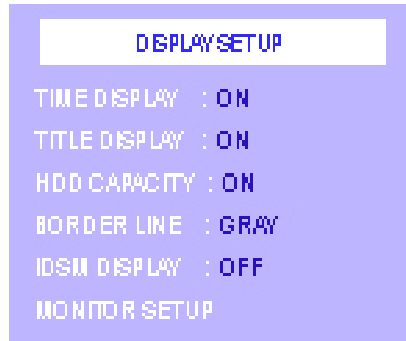 DISPLAY SETUP
TIME DISPLAY : ON
TITLE DISPLAY : ON
HDD CAPACITY : ON
BORDER LINE : GRAY
IDSM DISPLAY : OFF
MONITOR SETUP